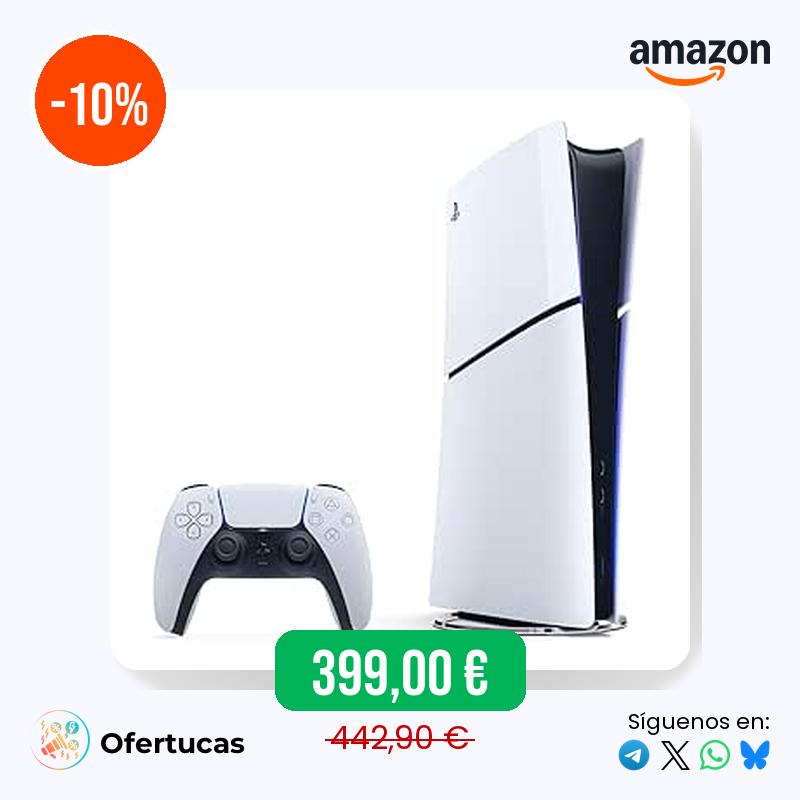 -10%
amazon
399,00 €
442,90 €
Ofertucas
Síguenos en: